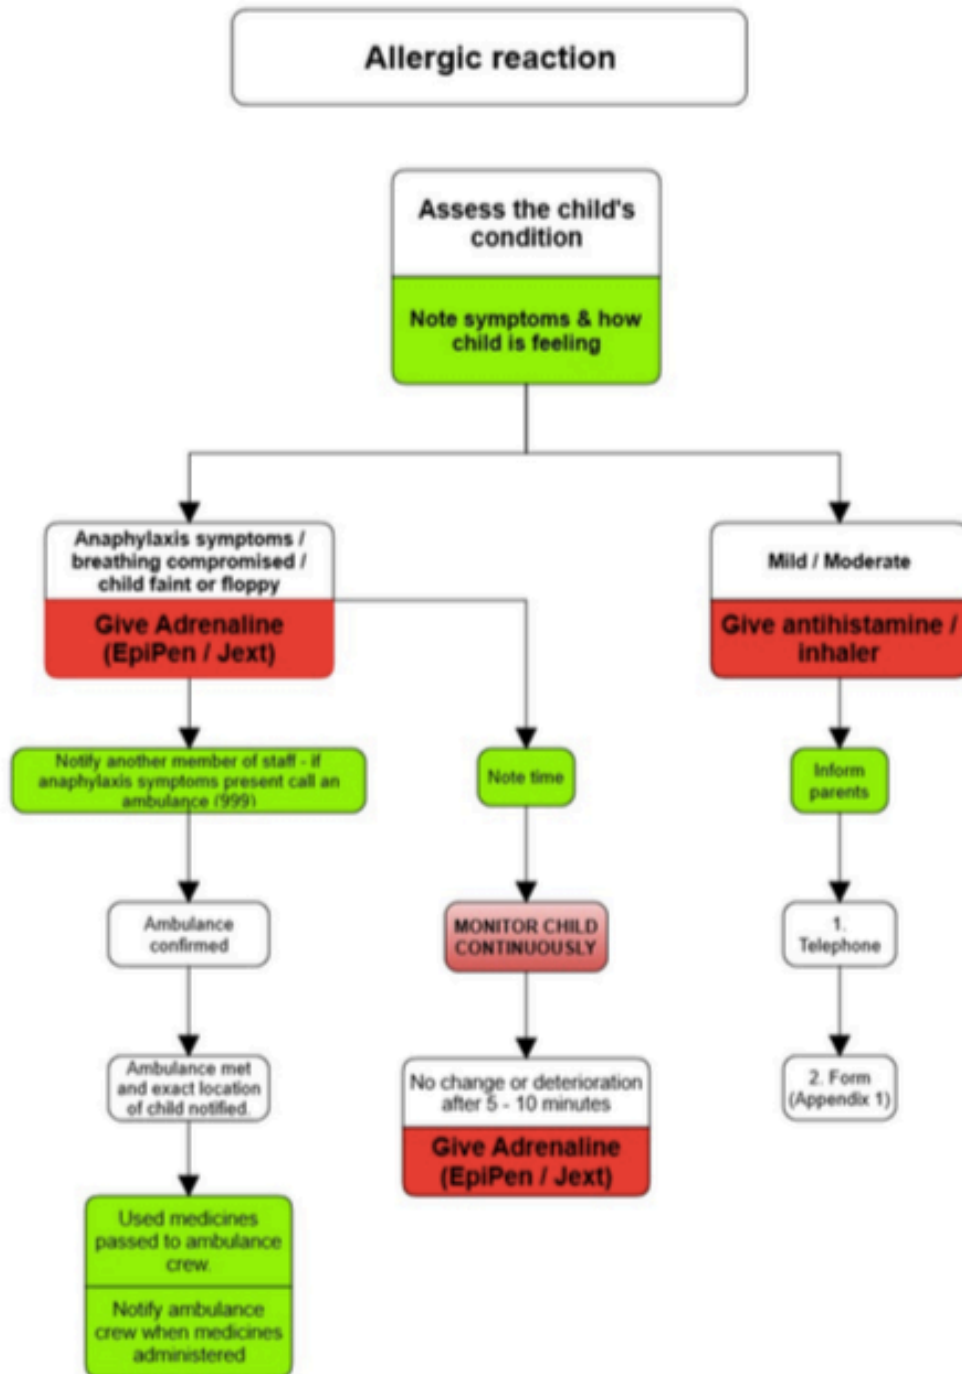 Allergic reaction
Assess the child's
condition
Note symptoms & how
child is feeling
Anaphylaxis symptoms /
breathing compromised /
child faint or floppy
Give Adrenaline
(EpiPen / Jext)
Mild / Moderate
Give antihistamine /
inhaler
Notify another member of staff - if
anaphylaxis symptoms present call an
ambulance (999)
Note time
Inform
parents
Ambulance
confirmed
MONITOR CHILD
CONTINUOUSLY
1.
Telephone
Ambulance met
and exact location
of child notified.
No change or deterioration
after 5 - 10 minutes
Give Adrenaline
(EpiPen / Jext)
2. Form
(Appendix 1)
Used medicines
passed to ambulance
crew.
Notify ambulance
crew when medicines
administered